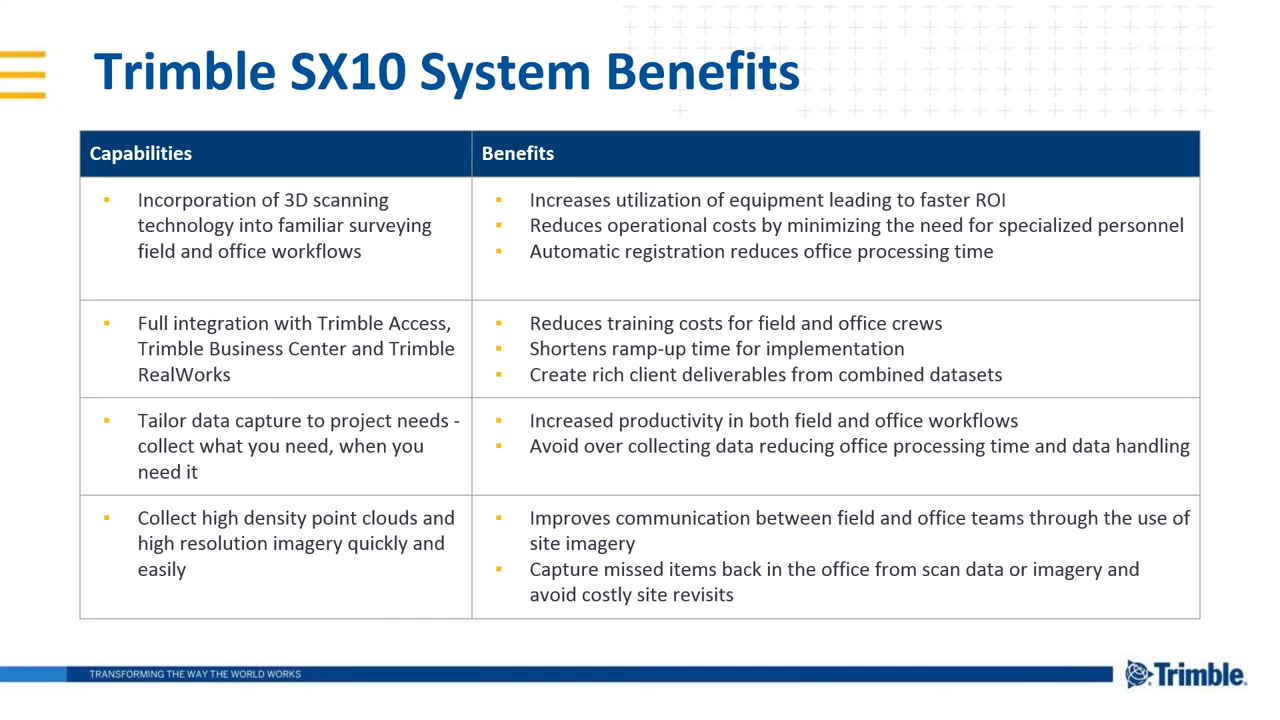 Trimble SX10 System Benefits
Capabilities
Benefits
▪ Incorporation of 3D scanning
technology into familiar surveying
field and office workflows
▪ Increases utilization of equipment leading to faster ROI
▪ Reduces operational costs by minimizing the need for specialized personnel
▪ Automatic registration reduces office processing time
▪ Full integration with Trimble Access,
Trimble Business Center and Trimble
RealWorks
▪ Reduces training costs for field and office crews
▪ Shortens ramp-up time for implementation
▪ Create rich client deliverables from combined datasets
▪ Tailor data capture to project needs -
collect what you need, when you
need it
▪ Increased productivity in both field and office workflows
▪ Avoid over collecting data reducing office processing time and data handling
▪ Collect high density point clouds and
high resolution imagery quickly and
easily
▪ Improves communication between field and office teams through the use of
site imagery
▪ Capture missed items back in the office from scan data or imagery and
avoid costly site revisits
TRANSFORMING THE WAY THE WORLD WORKS
Trimble